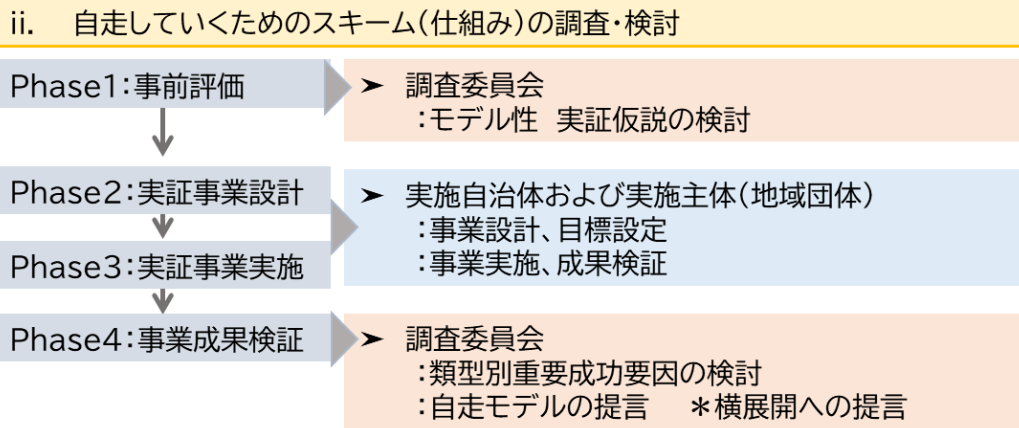 ii. 自走していくためのスキーム(仕組み)の調査・検討
Phase1:事前評価
➤ 調査委員会
:モデル性 実証仮説の検討
Phase2:実証事業設計
Phase3:実証事業実施
➤ 実施自治体および実施主体(地域団体)
:事業設計、目標設定
:事業実施、成果検証
Phase4:事業成果検証
➤ 調査委員会
:類型別重要成功要因の検討
:自走モデルの提言 *横展開への提言